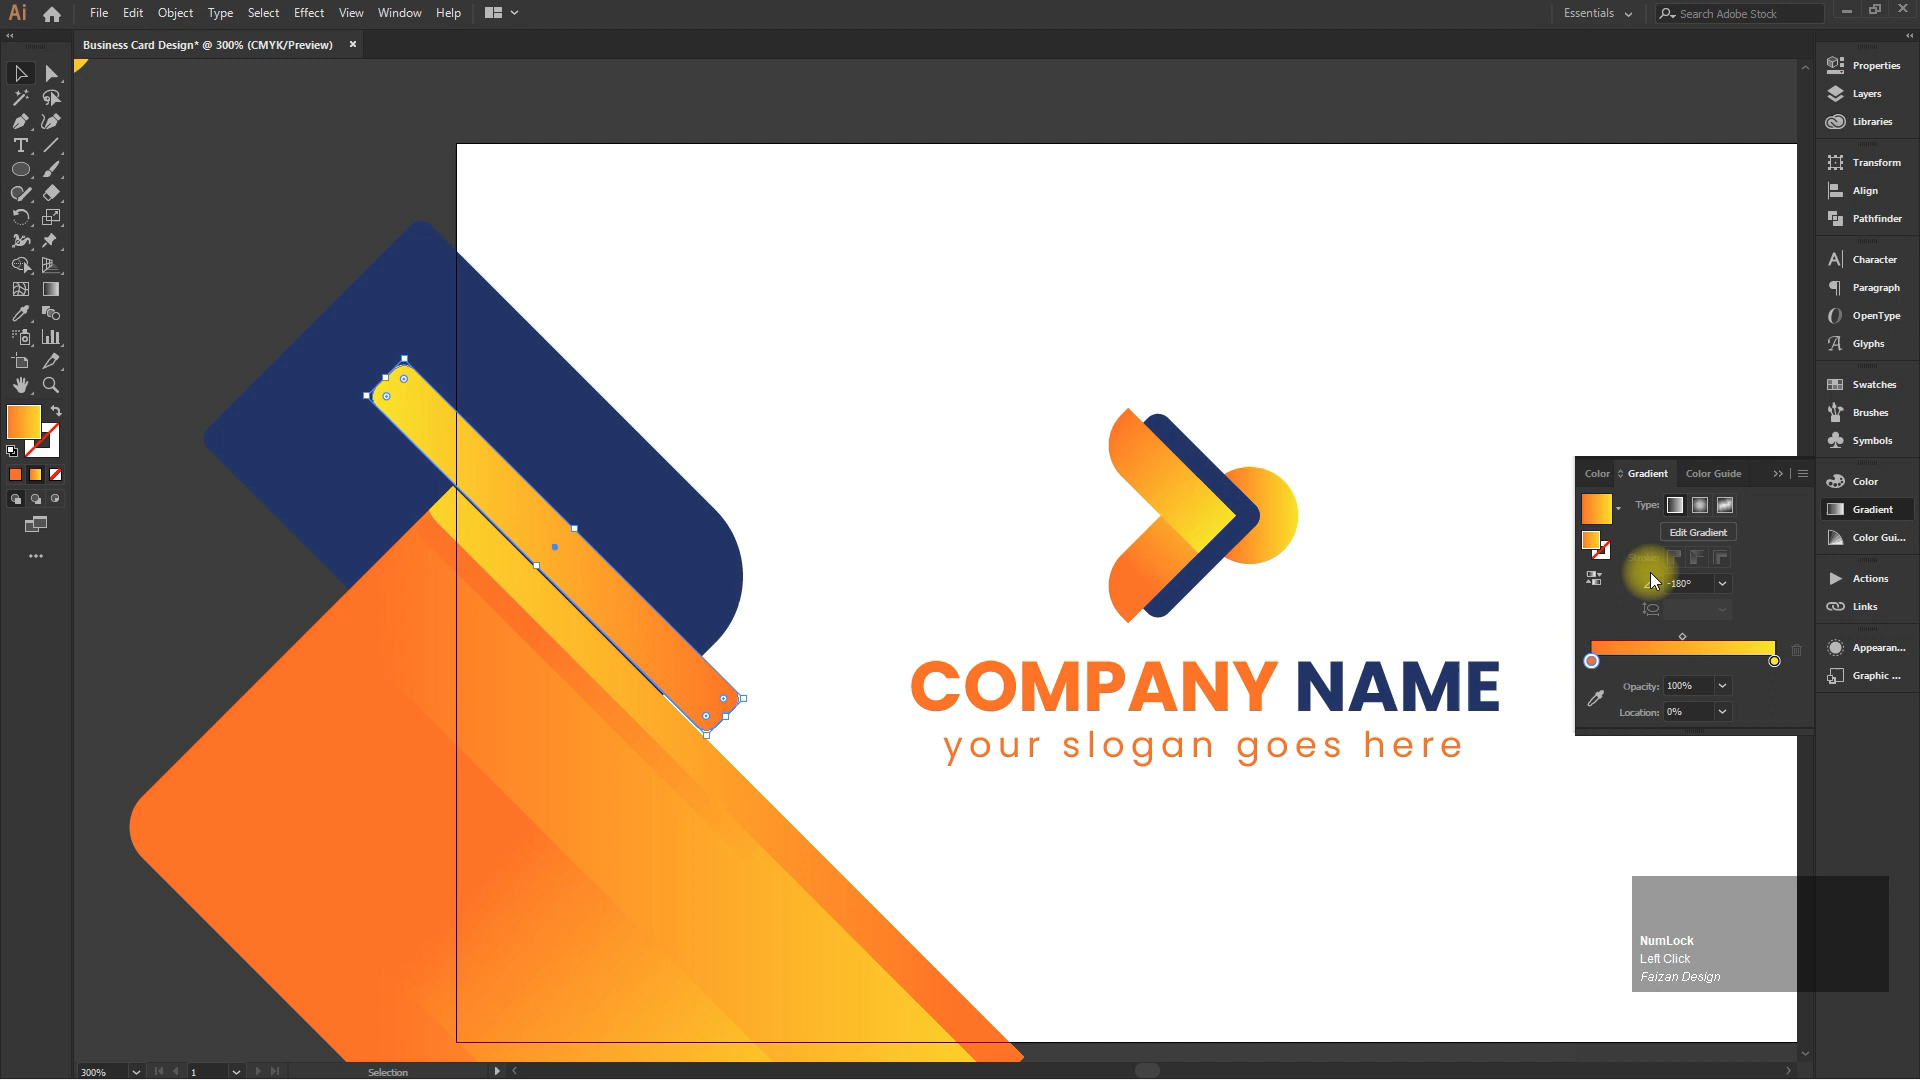 Ai
File Edit Object Type Select Effect View Window Help
Essentials
Search Adobe Stock
Business Card Design* @ 300% (CMYK/Preview)
Properties
Layers
Libraries
Transform
Align
Pathfinder
Character
Paragraph
OpenType
Glyphs
Swatches
Brushes
Symbols
Color
Gradient
Color Gui...
Actions
Links
Appearan...
Graphic ...
Color Gradient Color Guide
Type:
Edit Gradient
Stroke:
-180°
Opacity: 100%
Location: 0%
COMPANY NAME
your slogan goes here
NumLock
Left Click
Faizan Design
300% 1 Selection